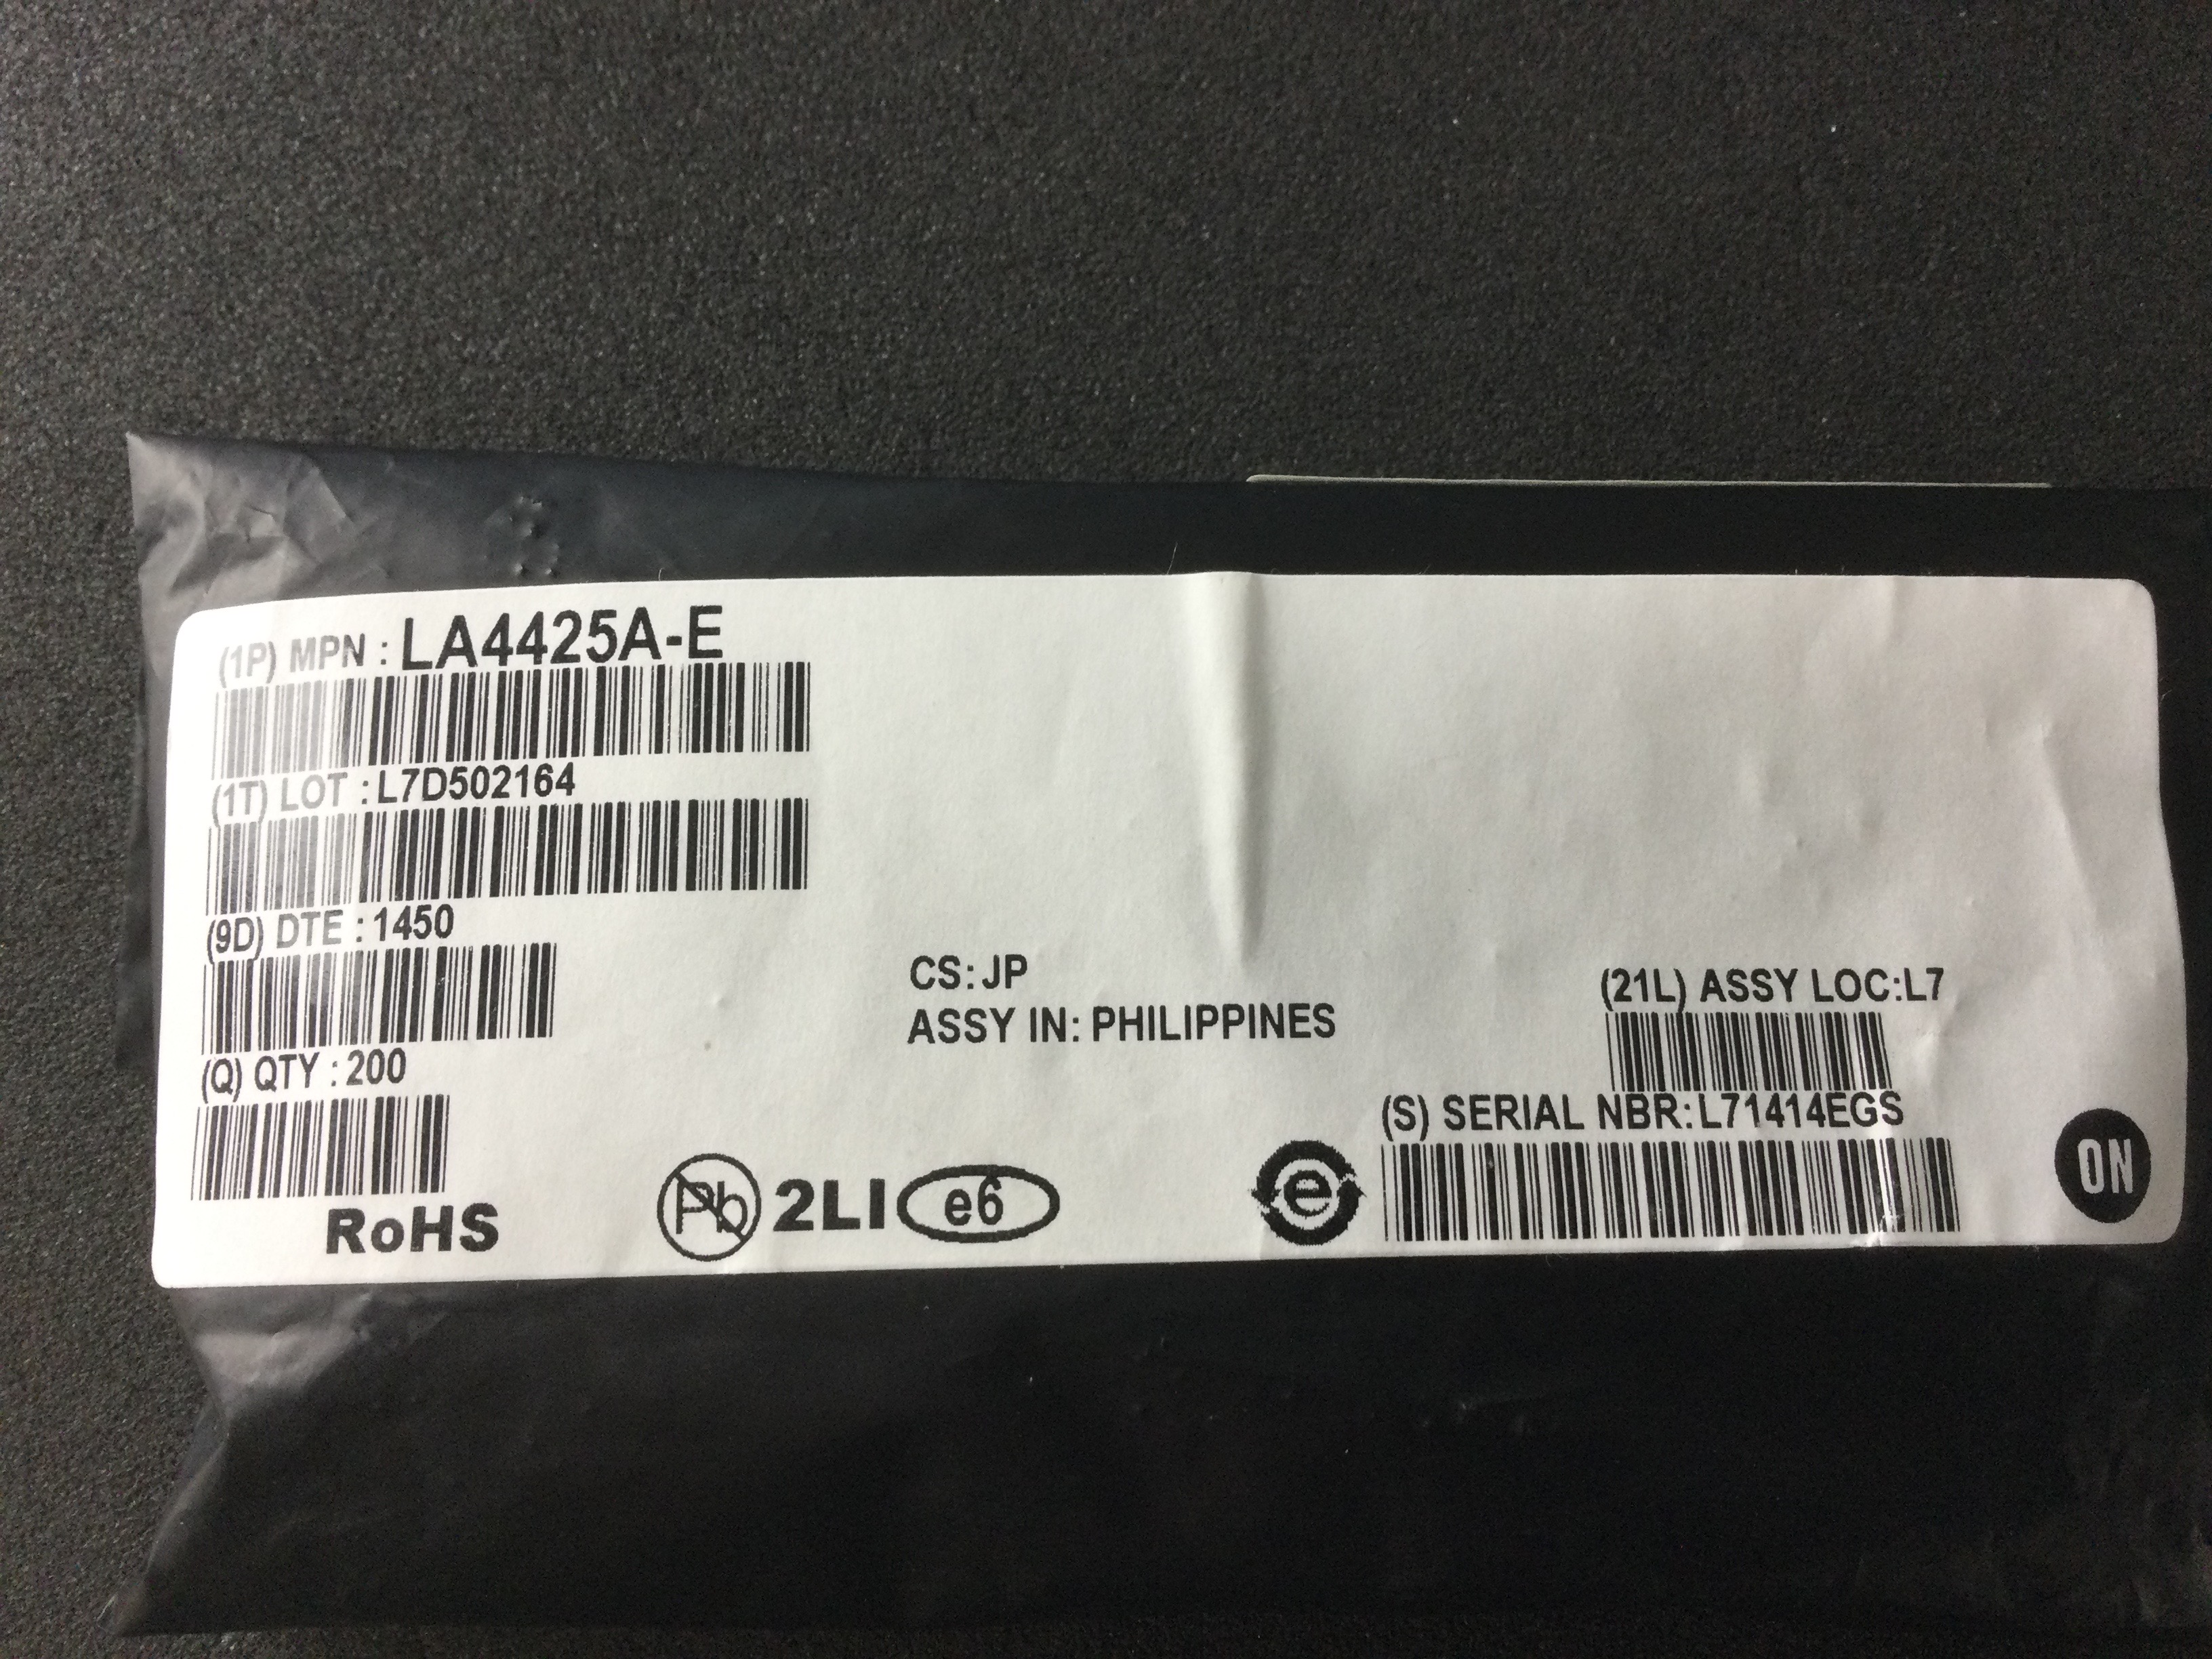 (1P) MPN : LA4425A-E
(1T) LOT : L7D502164
(9D) DTE : 1450
CS: JP
(21L) ASSY LOC:L7
ASSY IN: PHILIPPINES
(Q) QTY : 200
(S) SERIAL NBR: L71414EGS
RoHS
Pb 2LI e6
e
ON